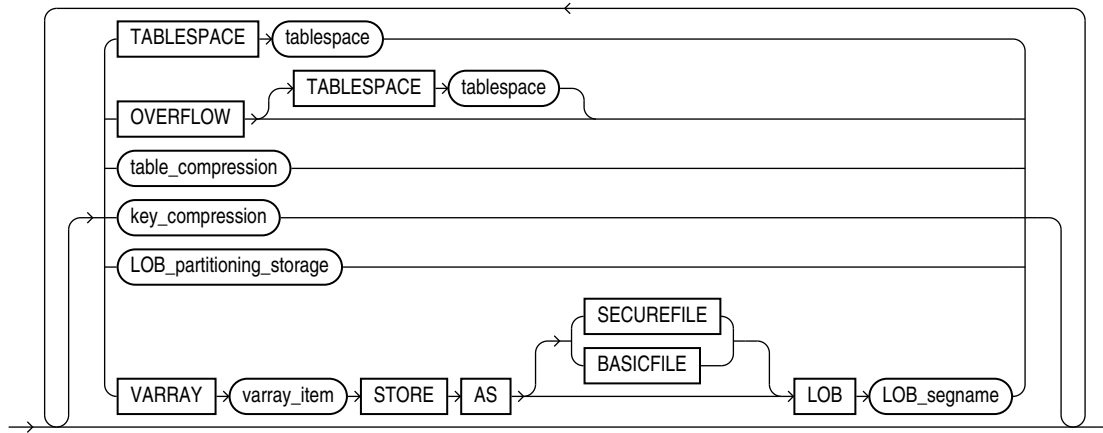 TABLESPACE tablespace
TABLESPACE tablespace
OVERFLOW
table_compression
key_compression
LOB_partitioning_storage
SECUREFILE
BASICFILE
VARRAY varray_item STORE AS LOB LOB_segname